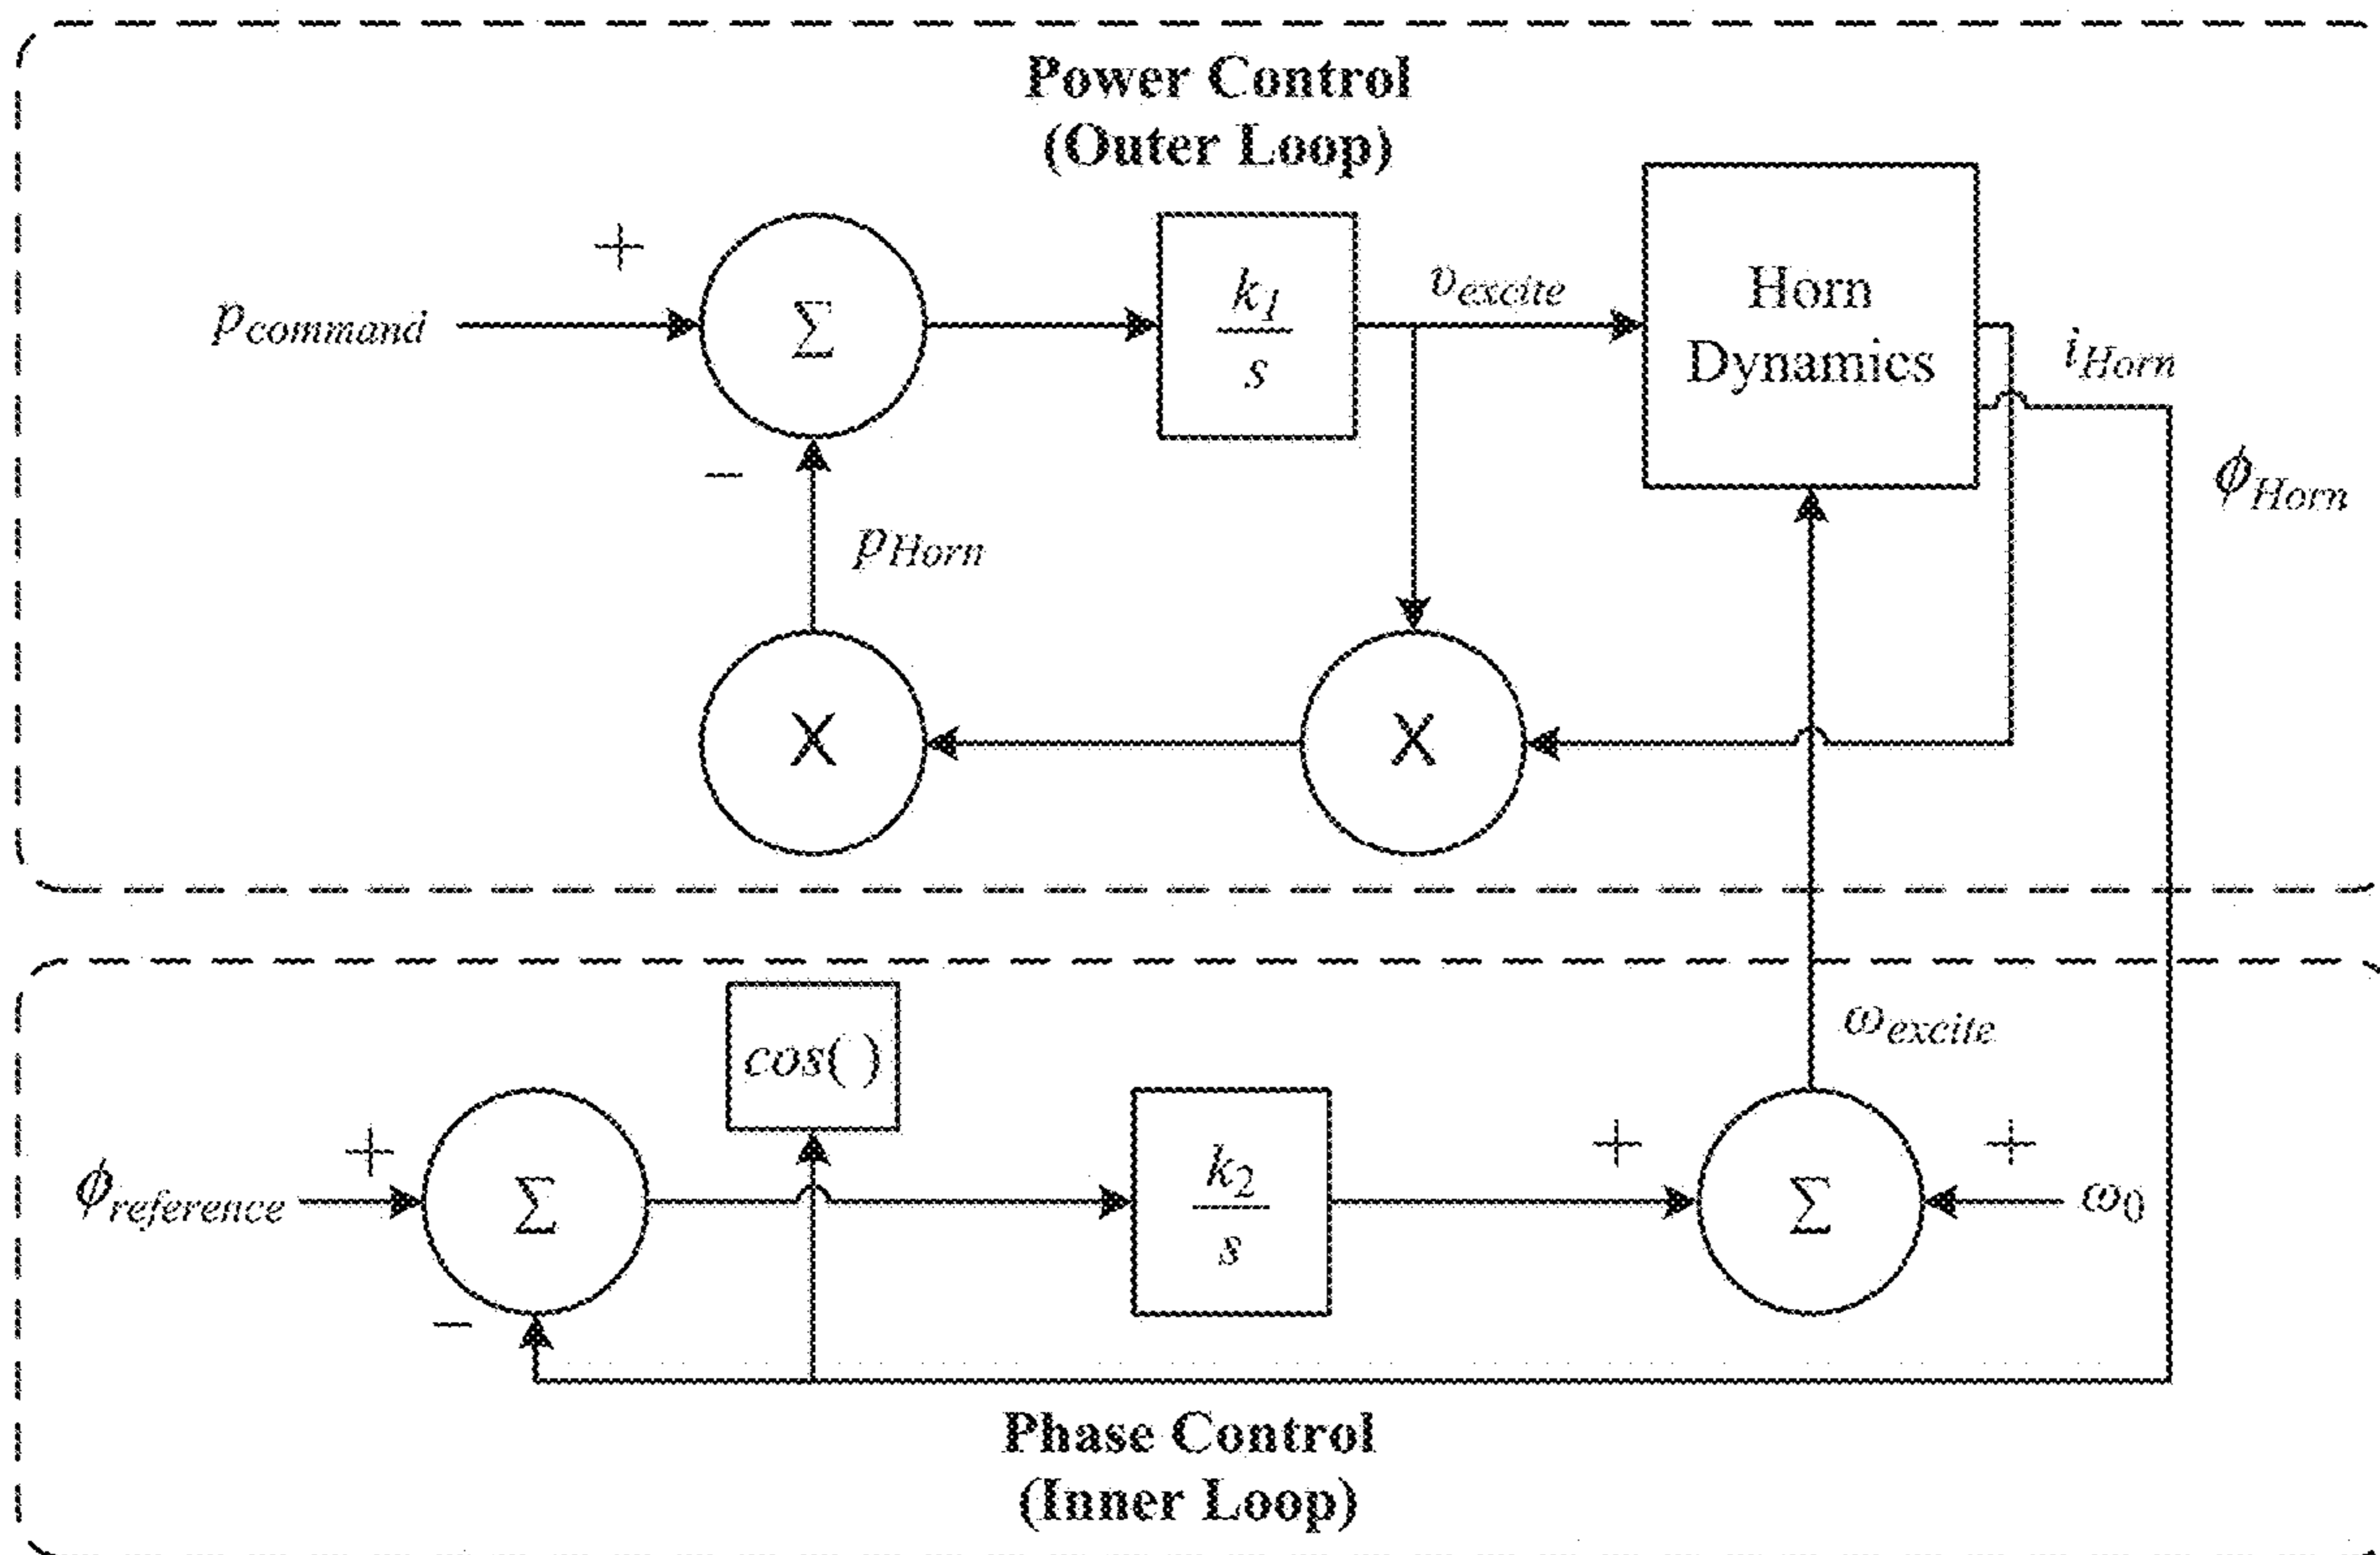 Power Control
(Outer Loop)
+
p_command
Σ
k_1
s
v_excite
Horn
Dynamics
i_Horn
−
ϕ_Horn
p_Horn
X
X
cos( )
ω_excite
+
ϕ_reference
Σ
k_2
s
+
Σ
+
ω_0
−
Phase Control
(Inner Loop)